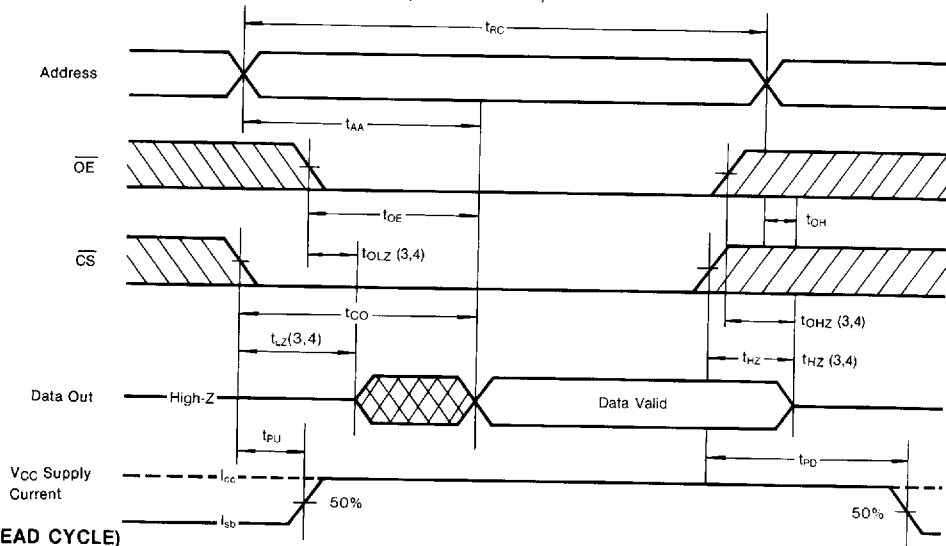 tRC
Address
tAA
OE
tOE
tOH
tOLZ (3,4)
CS
tCO
tOHZ (3,4)
tLZ(3,4)
tHZ
tHZ (3,4)
Data Out
High-Z
Data Valid
tPU
tPD
VCC Supply
Current
Icc
50%
50%
Isb
EAD CYCLE)